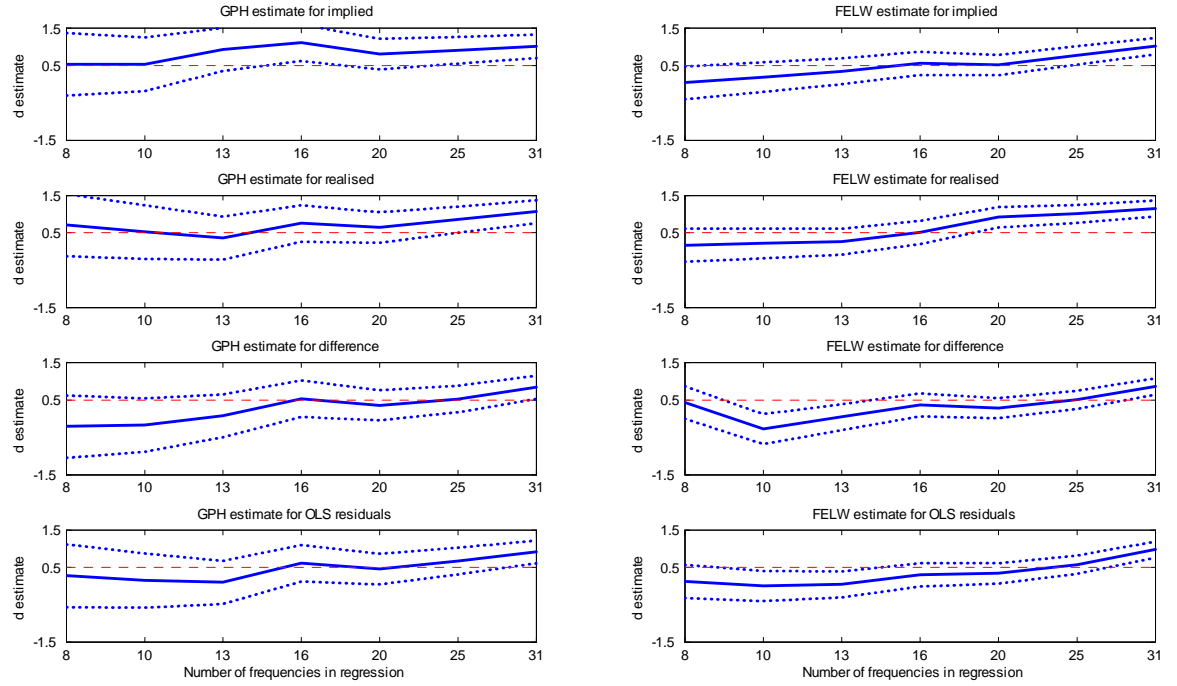 GPH estimate for implied
1.5
0.5
-1.5
d estimate
8 10 13 16 20 25 31
FELW estimate for implied
1.5
0.5
-1.5
d estimate
8 10 13 16 20 25 31
GPH estimate for realised
1.5
0.5
-1.5
d estimate
8 10 13 16 20 25 31
FELW estimate for realised
1.5
0.5
-1.5
d estimate
8 10 13 16 20 25 31
GPH estimate for difference
1.5
0.5
-1.5
d estimate
8 10 13 16 20 25 31
FELW estimate for difference
1.5
0.5
-1.5
d estimate
8 10 13 16 20 25 31
GPH estimate for OLS residuals
1.5
0.5
-1.5
d estimate
8 10 13 16 20 25 31
Number of frequencies in regression
FELW estimate for OLS residuals
1.5
0.5
-1.5
d estimate
8 10 13 16 20 25 31
Number of frequencies in regression